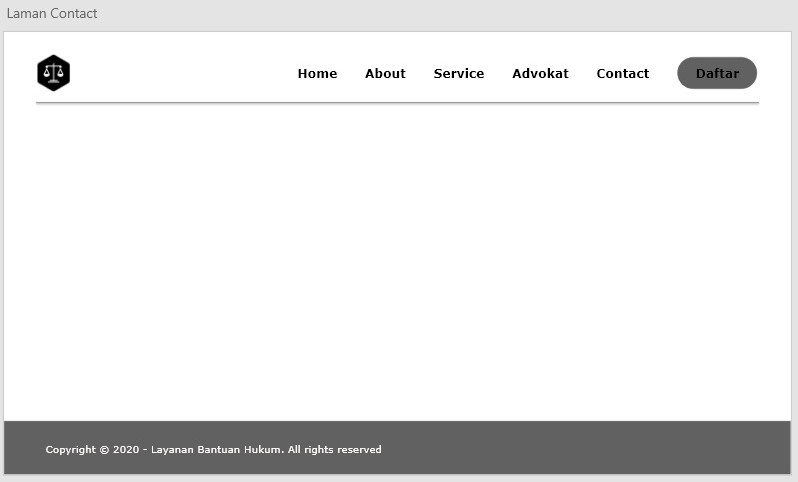 Laman Contact
Home About Service Advokat Contact Daftar
Copyright © 2020 - Layanan Bantuan Hukum. All rights reserved